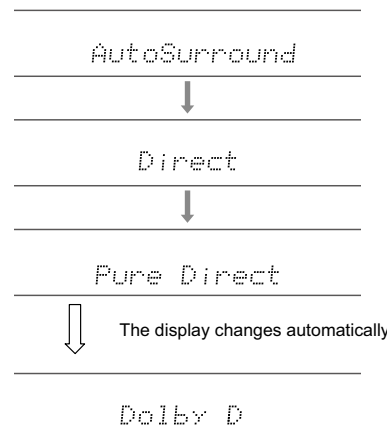 AutoSurround
Direct
Pure Direct
The display changes automatically
Dolby D